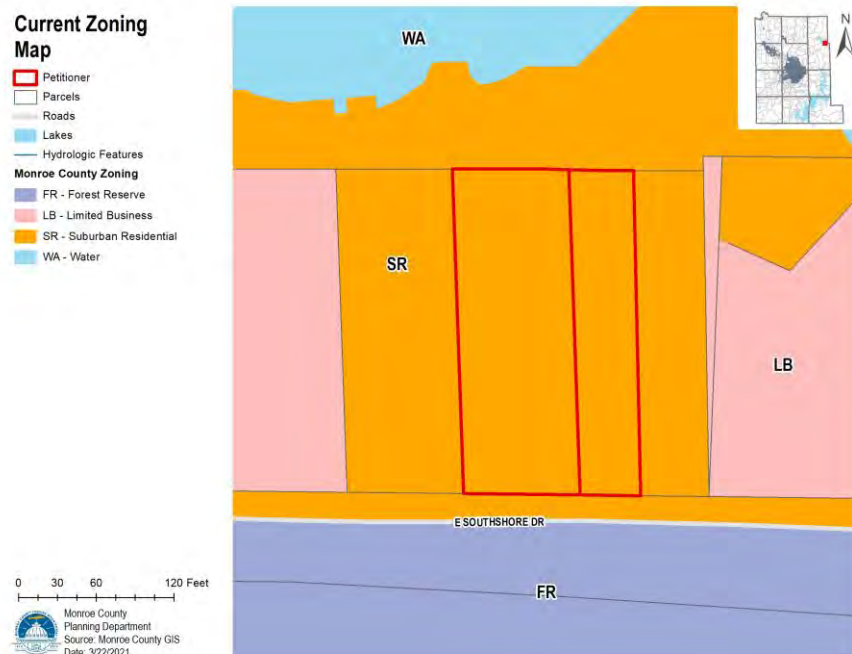 Current Zoning
Map
Petitioner
Parcels
Roads
Lakes
Hydrologic Features
Monroe County Zoning
FR - Forest Reserve
LB - Limited Business
SR - Suburban Residential
WA - Water
0 30 60 120 Feet
Monroe County
Planning Department
Source: Monroe County GIS
Date: 3/22/2021
WA
N
SR
LB
E SOUTHSHORE DR
FR